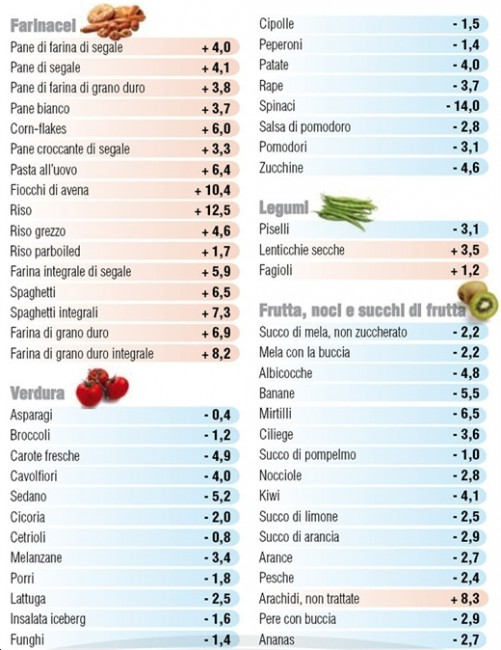 Farinacei
Pane di farina di segale + 4,0
Pane di segale + 4,1
Pane di farina di grano duro + 3,8
Pane bianco + 3,7
Corn-flakes + 6,0
Pane croccante di segale + 3,3
Pasta all'uovo + 6,4
Fiocchi di avena + 10,4
Riso + 12,5
Riso grezzo + 4,6
Riso parboiled + 1,7
Farina integrale di segale + 5,9
Spaghetti + 6,5
Spaghetti integrali + 7,3
Farina di grano duro + 6,9
Farina di grano duro integrale + 8,2
Verdura
Asparagi - 0,4
Broccoli - 1,2
Carote fresche - 4,9
Cavolfiori - 4,0
Sedano - 5,2
Cicoria - 2,0
Cetrioli - 0,8
Melanzane - 3,4
Porri - 1,8
Lattuga - 2,5
Insalata iceberg - 1,6
Funghi - 1,4
Cipolle - 1,5
Peperoni - 1,4
Patate - 4,0
Rape - 3,7
Spinaci - 14,0
Salsa di pomodoro - 2,8
Pomodori - 3,1
Zucchine - 4,6
Legumi
Piselli - 3,1
Lenticchie secche + 3,5
Fagioli + 1,2
Frutta, noci e succhi di frutta
Succo di mela, non zuccherato - 2,2
Mela con la buccia - 2,2
Albicocche - 4,8
Banane - 5,5
Mirtilli - 6,5
Ciliege - 3,6
Succo di pompelmo - 1,0
Nocciole - 2,8
Kiwi - 4,1
Succo di limone - 2,5
Succo di arancia - 2,9
Arance - 2,7
Pesche - 2,4
Arachidi, non trattate + 8,3
Pere con buccia - 2,9
Ananas - 2,7